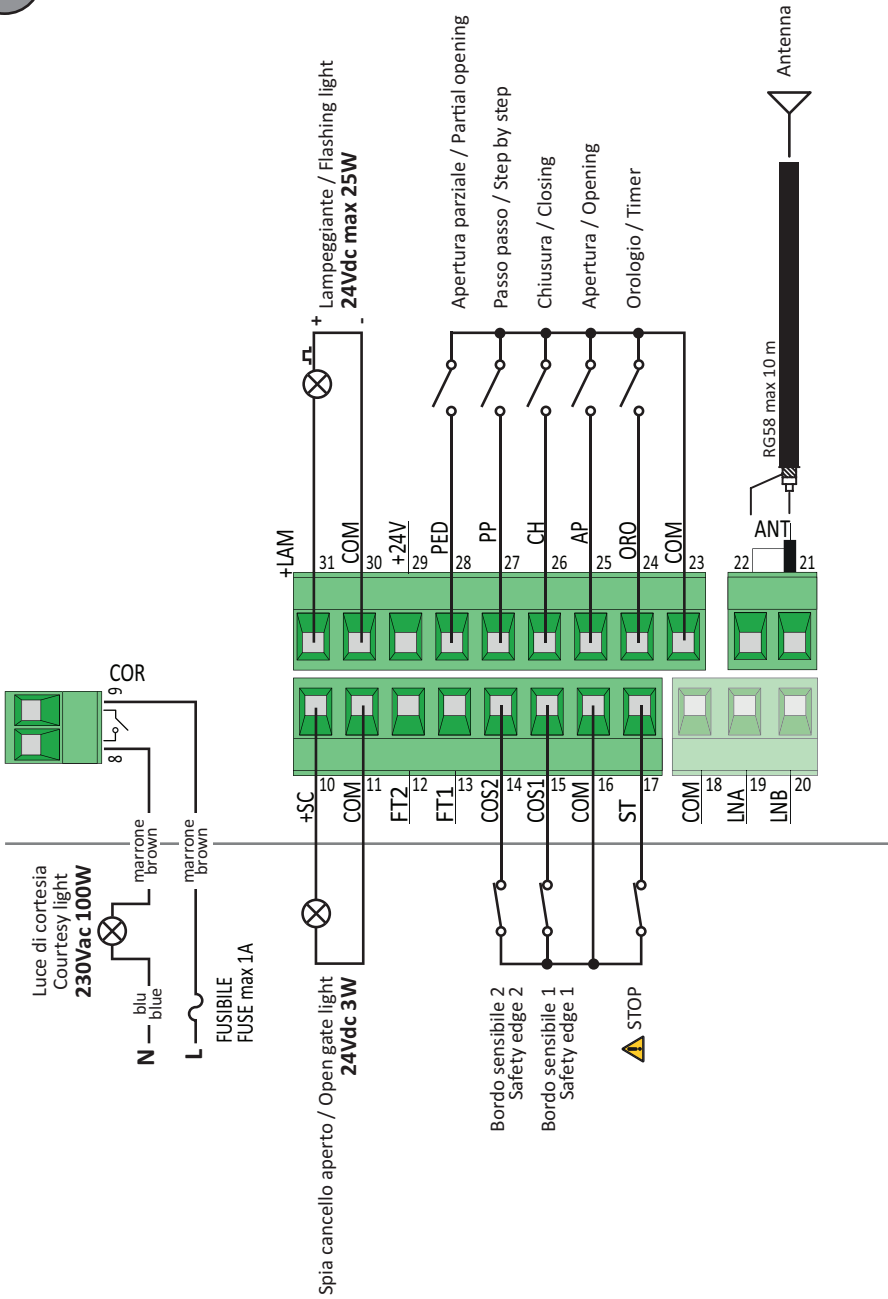 Luce di cortesia
Courtesy light
230Vac 100W
N
blu
blue
marrone
brown
L
marrone
brown
FUSIBILE
FUSE max 1A
8
9
COR
Lampeggiante / Flashing light
24Vdc max 25W
+
-
Spia cancello aperto / Open gate light
24Vdc 3W
+SC
10
COM
11
FT2
12
FT1
13
COS2
14
COS1
15
COM
16
ST
17
COM
18
LNA
19
LNB
20
Bordo sensibile 2
Safety edge 2
Bordo sensibile 1
Safety edge 1
STOP
+LAM
31
COM
30
+24V
29
PED
28
PP
27
CH
26
AP
25
ORO
24
COM
23
22
ANT
21
Apertura parziale / Partial opening
Passo passo / Step by step
Chiusura / Closing
Apertura / Opening
Orologio / Timer
RG58 max 10 m
Antenna